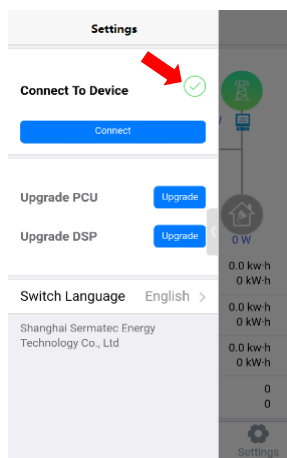 Settings
Connect To Device
Connect
Upgrade PCU
Upgrade
Upgrade DSP
Upgrade
Switch Language English >
Shanghai Sermatec Energy
Technology Co., Ltd
0 W
0.0 kw·h
0 kW·h
0.0 kw·h
0 kW·h
0.0 kw·h
0 kW·h
0
0
Settings